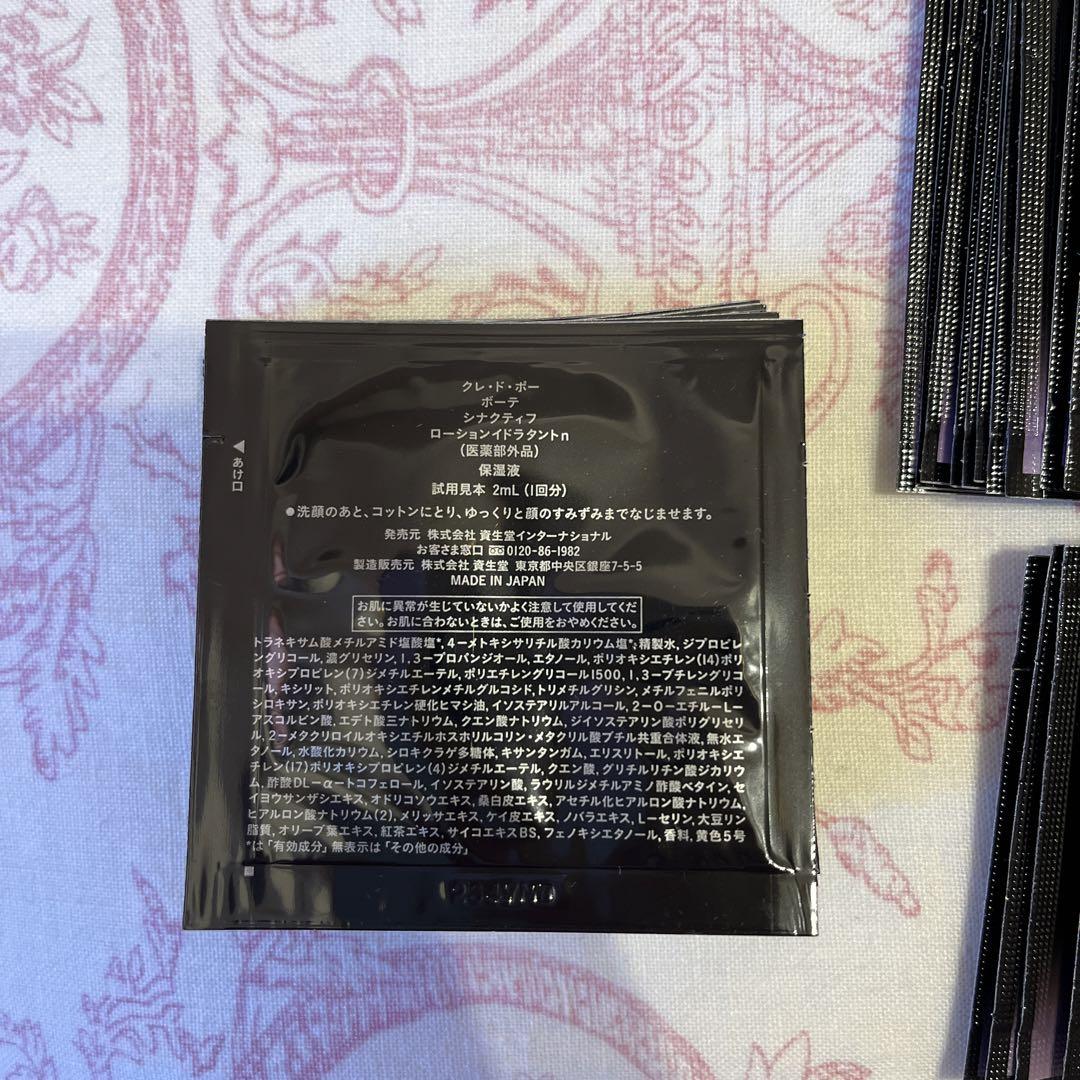 クレ・ド・ポー
ボーテ
シナクティフ
ローションイドラタントn
(医薬部外品)
保湿液
試用見本 2mL (1回分)
◀あけ口
●洗顔のあと、コットンにとり、ゆっくりと顔のすみずみまでなじませます。
発売元 株式会社 資生堂インターナショナル
お客さま窓口 0120-86-1982
製造販売元 株式会社 資生堂 東京都中央区銀座7-5-5
MADE IN JAPAN
お肌に異常が生じていないかよく注意して使用してくだ
さい。お肌に合わないときは、ご使用をおやめください。
トラネキサム酸メチルアミド塩酸塩*, 4-メトキシサリチル酸カリウム塩*, 精製水, ジプロピレ
ングリコール, 濃グリセリン, 1, 3-プロパンジオール, エタノール, ポリオキシエチレン(14)ポリ
オキシプロピレン(7)ジメチルエーテル, ポリエチレングリコール1500, 1, 3-ブチレングリコ
ール, キシリット, ポリオキシエチレンメチルグルコシド, トリメチルグリシン, メチルフェニルポリ
シロキサン, ポリオキシエチレン硬化ヒマシ油, イソステアリルアルコール, 2-O-エチル-L-
アスコルビン酸, エデト酸三ナトリウム, クエン酸ナトリウム, ジイソステアリン酸ポリグリセリ
ル, 2-メタクリロイルオキシエチルホスホリルコリン・メタクリル酸ブチル共重合体液, 無水エ
タノール, 水酸化カリウム, シロキクラゲ多糖体, キサンタンガム, エリスリトール, ポリオキシエ
チレン(17)ポリオキシプロピレン(4)ジメチルエーテル, クエン酸, グリチルリチン酸ジカリウ
ム, 酢酸DL-α-トコフェロール, イソステアリン酸, ラウリルジメチルアミノ酢酸ベタイン, セ
イヨウサンザシエキス, オドリコソウエキス, 桑白皮エキス, アセチル化ヒアルロン酸ナトリウム,
ヒアルロン酸ナトリウム(2), メリッサエキス, ケイ皮エキス, ノバラエキス, L-セリン, 大豆リン
脂質, オリーブ葉エキス, 紅茶エキス, サイコエキスBS, フェノキシエタノール, 香料, 黄色5号
*は「有効成分」無表示は「その他の成分」